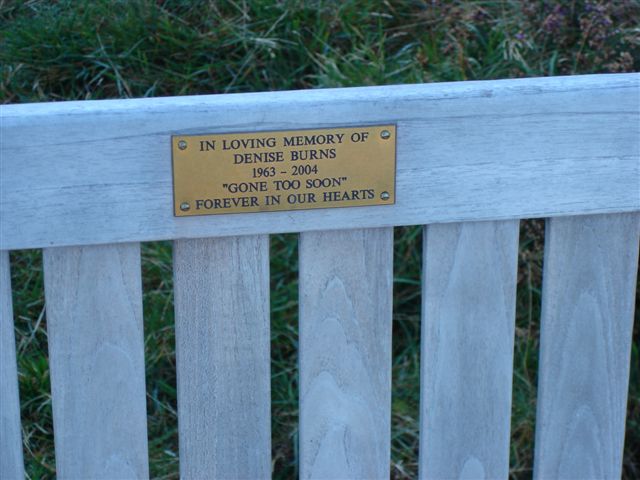 IN LOVING MEMORY OF
DENISE BURNS
1963 – 2004
"GONE TOO SOON"
FOREVER IN OUR HEARTS